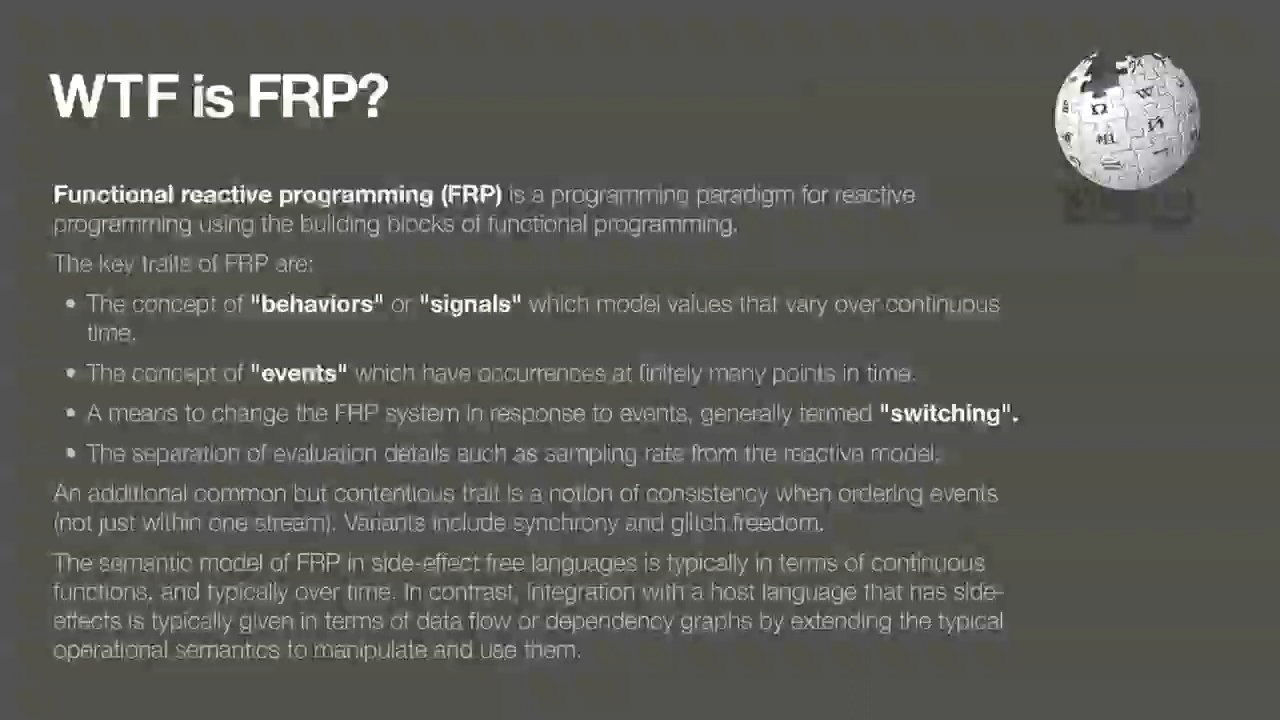 WTF is FRP?
Functional reactive programming (FRP) is a programming paradigm for reactive
programming using the building blocks of functional programming.
The key traits of FRP are:
• The concept of "behaviors" or "signals" which model values that vary over continuous
time.
• The concept of "events" which have occurrences at finitely many points in time.
• A means to change the FRP system in response to events, generally termed "switching".
• The separation of evaluation details such as sampling rate from the reactive model.
An additional common but contentious trait is a notion of consistency when ordering events
(not just within one stream). Variants include synchrony and glitch freedom.
The semantic model of FRP in side-effect free languages is typically in terms of continuous
functions, and typically over time. In contrast, integration with a host language that has side-
effects is typically given in terms of data flow or dependency graphs by extending the typical
operational semantics to manipulate and use them.